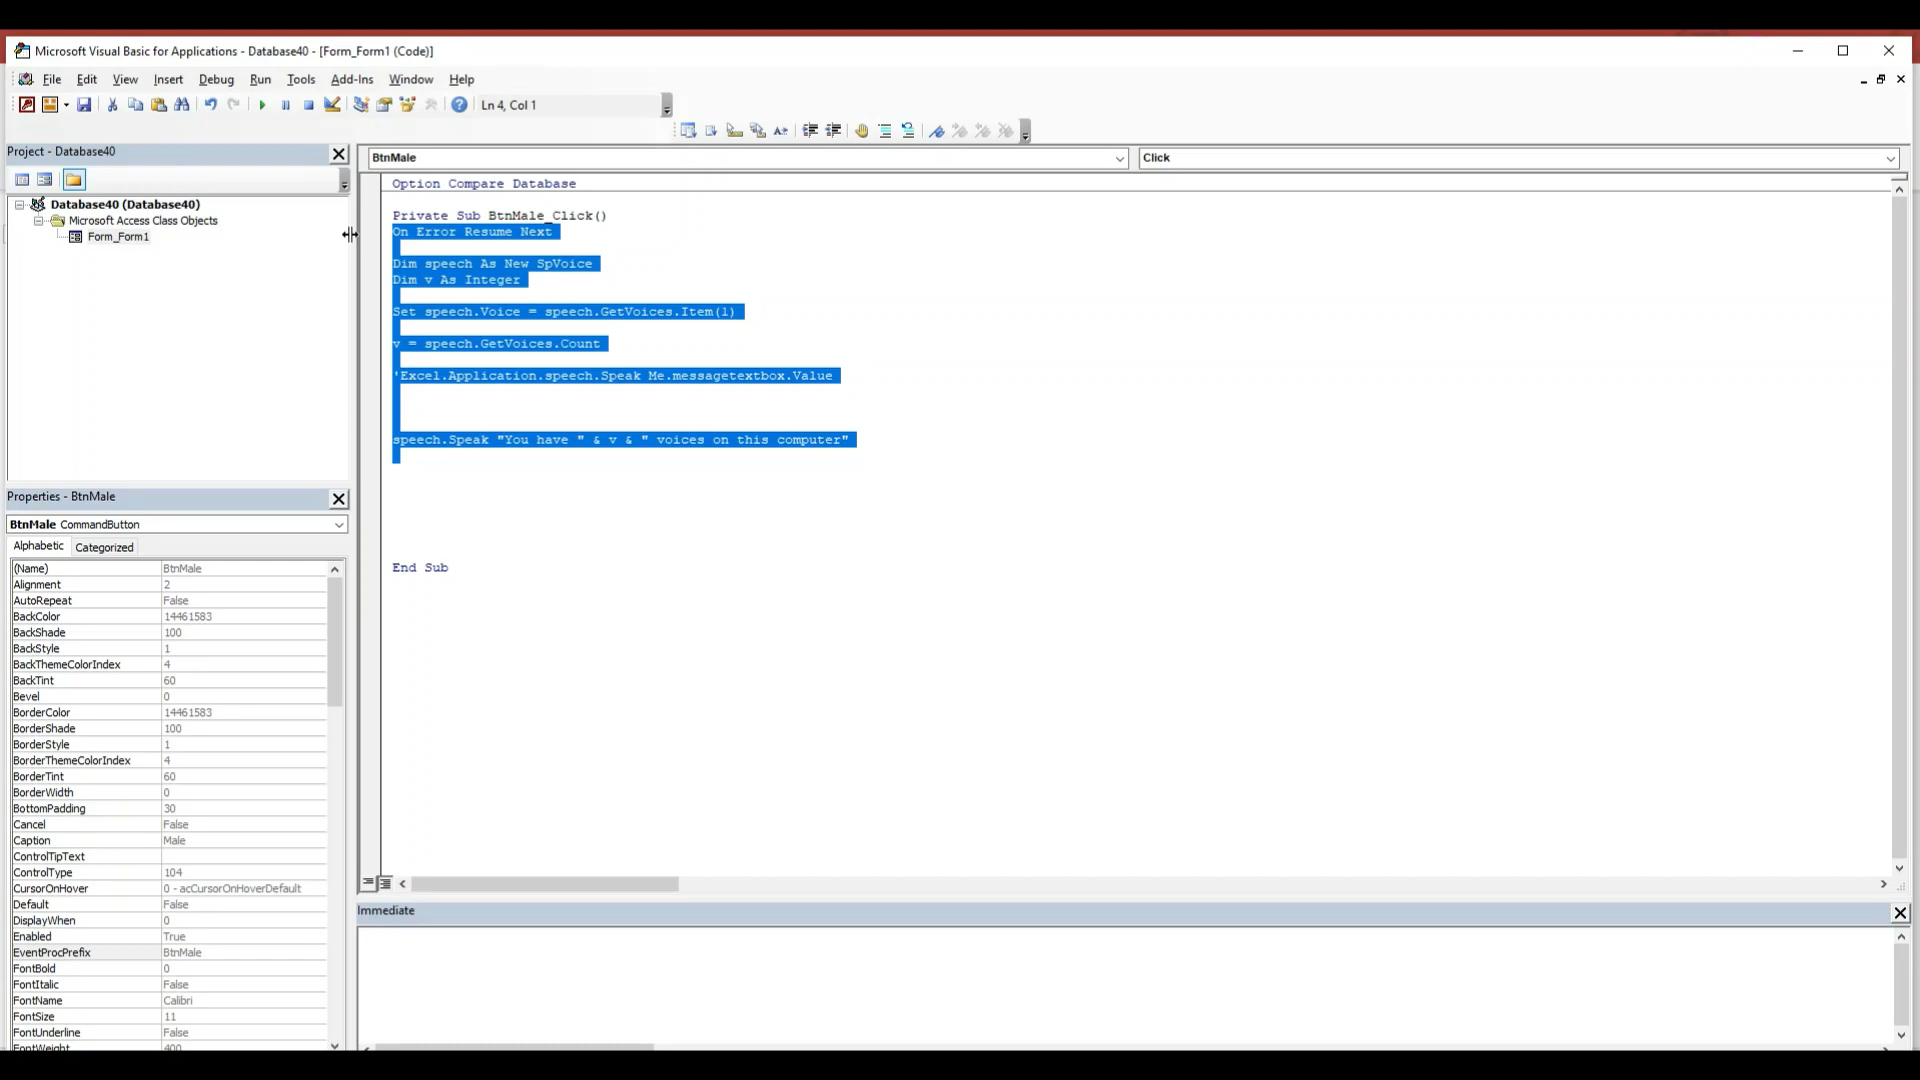 Microsoft Visual Basic for Applications - Database40 - [Form_Form1 (Code)]
File Edit View Insert Debug Run Tools Add-Ins Window Help
Ln 4, Col 1
Project - Database40
Database40 (Database40)
Microsoft Access Class Objects
Form_Form1
BtnMale
Click
Option Compare Database
Private Sub BtnMale_Click()
On Error Resume Next
Dim speech As New SpVoice
Dim v As Integer
Set speech.Voice = speech.GetVoices.Item(1)
v = speech.GetVoices.Count
'Excel.Application.speech.Speak Me.messagetextbox.Value
speech.Speak "You have " & v & " voices on this computer"
End Sub
Properties - BtnMale
BtnMale CommandButton
Alphabetic Categorized
(Name) BtnMale
Alignment 2
AutoRepeat False
BackColor 14461583
BackShade 100
BackStyle 1
BackThemeColorIndex 4
BackTint 60
Bevel 0
BorderColor 14461583
BorderShade 100
BorderStyle 1
BorderThemeColorIndex 4
BorderTint 60
BorderWidth 0
BottomPadding 30
Cancel False
Caption Male
ControlTipText
ControlType 104
CursorOnHover 0 - acCursorOnHoverDefault
Default False
DisplayWhen 0
Enabled True
EventProcPrefix BtnMale
FontBold 0
FontItalic False
FontName Calibri
FontSize 11
FontUnderline False
FontWeight 400
Immediate